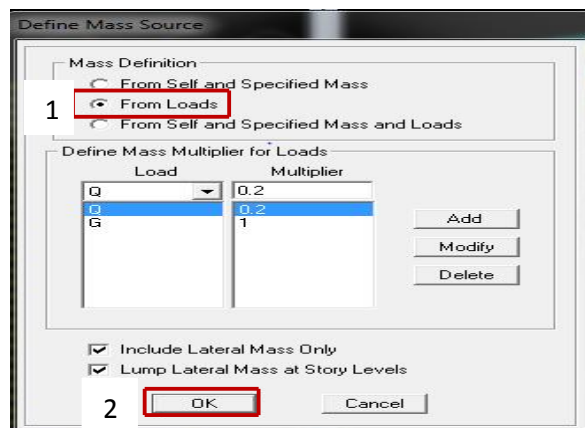 Define Mass Source
Mass Definition
From Self and Specified Mass
1
From Loads
From Self and Specified Mass and Loads
Define Mass Multiplier for Loads
Load Multiplier
Q 0.2
Q 0.2
G 1
Add
Modify
Delete
Include Lateral Mass Only
Lump Lateral Mass at Story Levels
2 OK Cancel